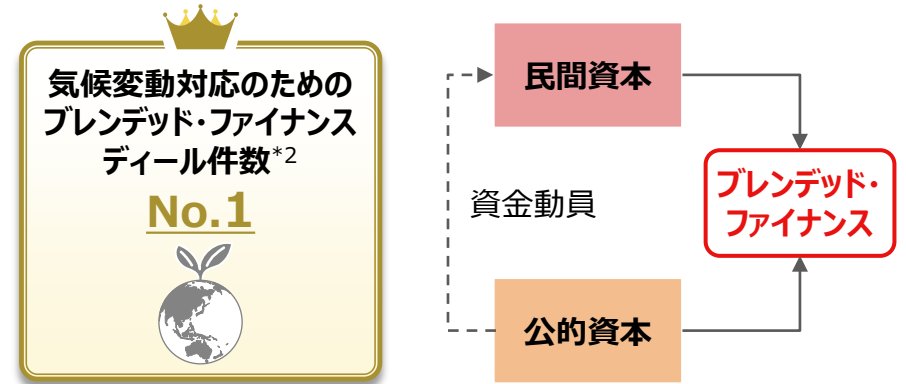 気候変動対応のための
ブレンデッド・ファイナンス
ディール件数*2
No.1
民間資本
資金動員
ブレンデッド・
ファイナンス
公的資本